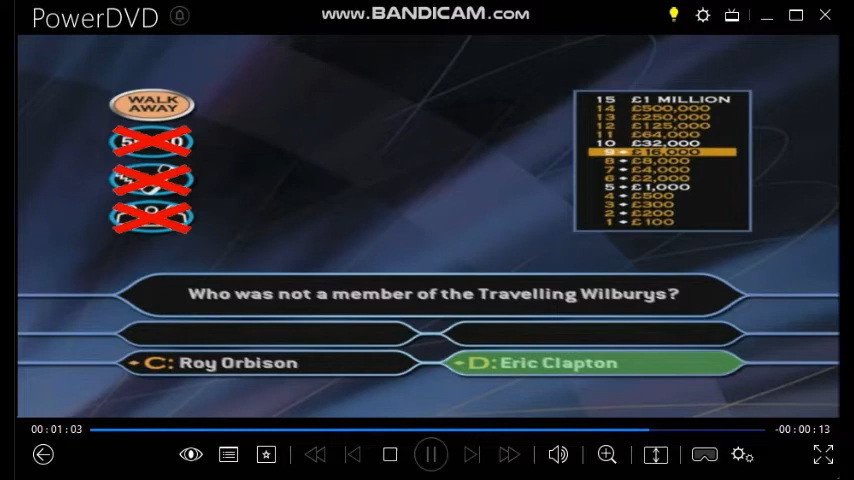 PowerDVD
www.BANDICAM.com
WALK
AWAY
15 £1 MILLION
14 £500,000
13 £250,000
12 £125,000
11 £64,000
10 £32,000
9 £16,000
8 £8,000
7 £4,000
6 £2,000
5 £1,000
4 £500
3 £300
2 £200
1 £100
Who was not a member of the Travelling Wilburys?
C: Roy Orbison
D: Eric Clapton
00:01:03
-00:00:13